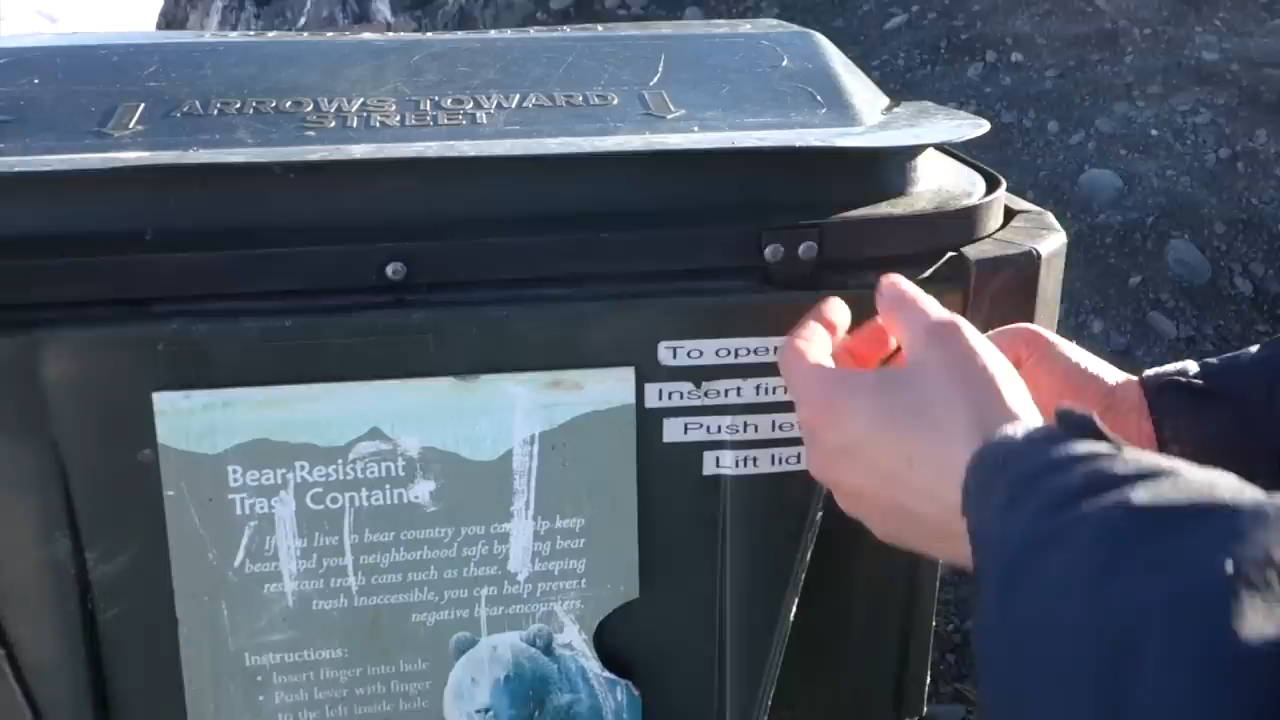 ARROWS TOWARD
STREET
To open
Insert fin
Push le
Lift lid
Bear-Resistant
Trash Container
If you live in bear country you can help keep
bears and your neighborhood safe by using bear
resistant trash cans such as these. keeping
trash inaccessible, you can help prevent
negative bear encounters.
Instructions:
• Insert finger into hole
• Push lever with finger
to the left inside hole